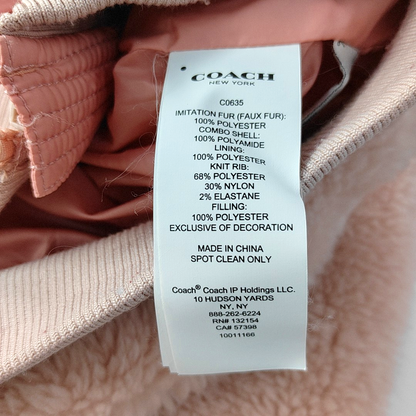 COACH
NEW YORK
C0635
IMITATION FUR (FAUX FUR):
100% POLYESTER
COMBO SHELL:
100% POLYAMIDE
LINING:
100% POLYESTER
KNIT RIB:
68% POLYESTER
30% NYLON
2% ELASTANE
FILLING:
100% POLYESTER
EXCLUSIVE OF DECORATION
MADE IN CHINA
SPOT CLEAN ONLY
Coach® Coach IP Holdings LLC.
10 HUDSON YARDS
NY, NY
888-262-6224
RN# 132154
CA# 57398
10011166